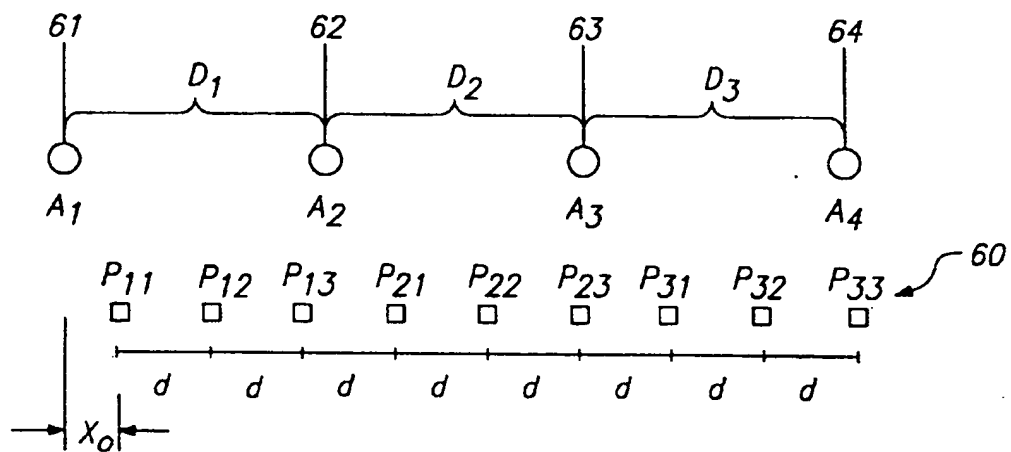 61 62 63 64
D₁ D₂ D₃
A₁ A₂ A₃ A₄
60
P₁₁ P₁₂ P₁₃ P₂₁ P₂₂ P₂₃ P₃₁ P₃₂ P₃₃
d d d d d d d d
X₀